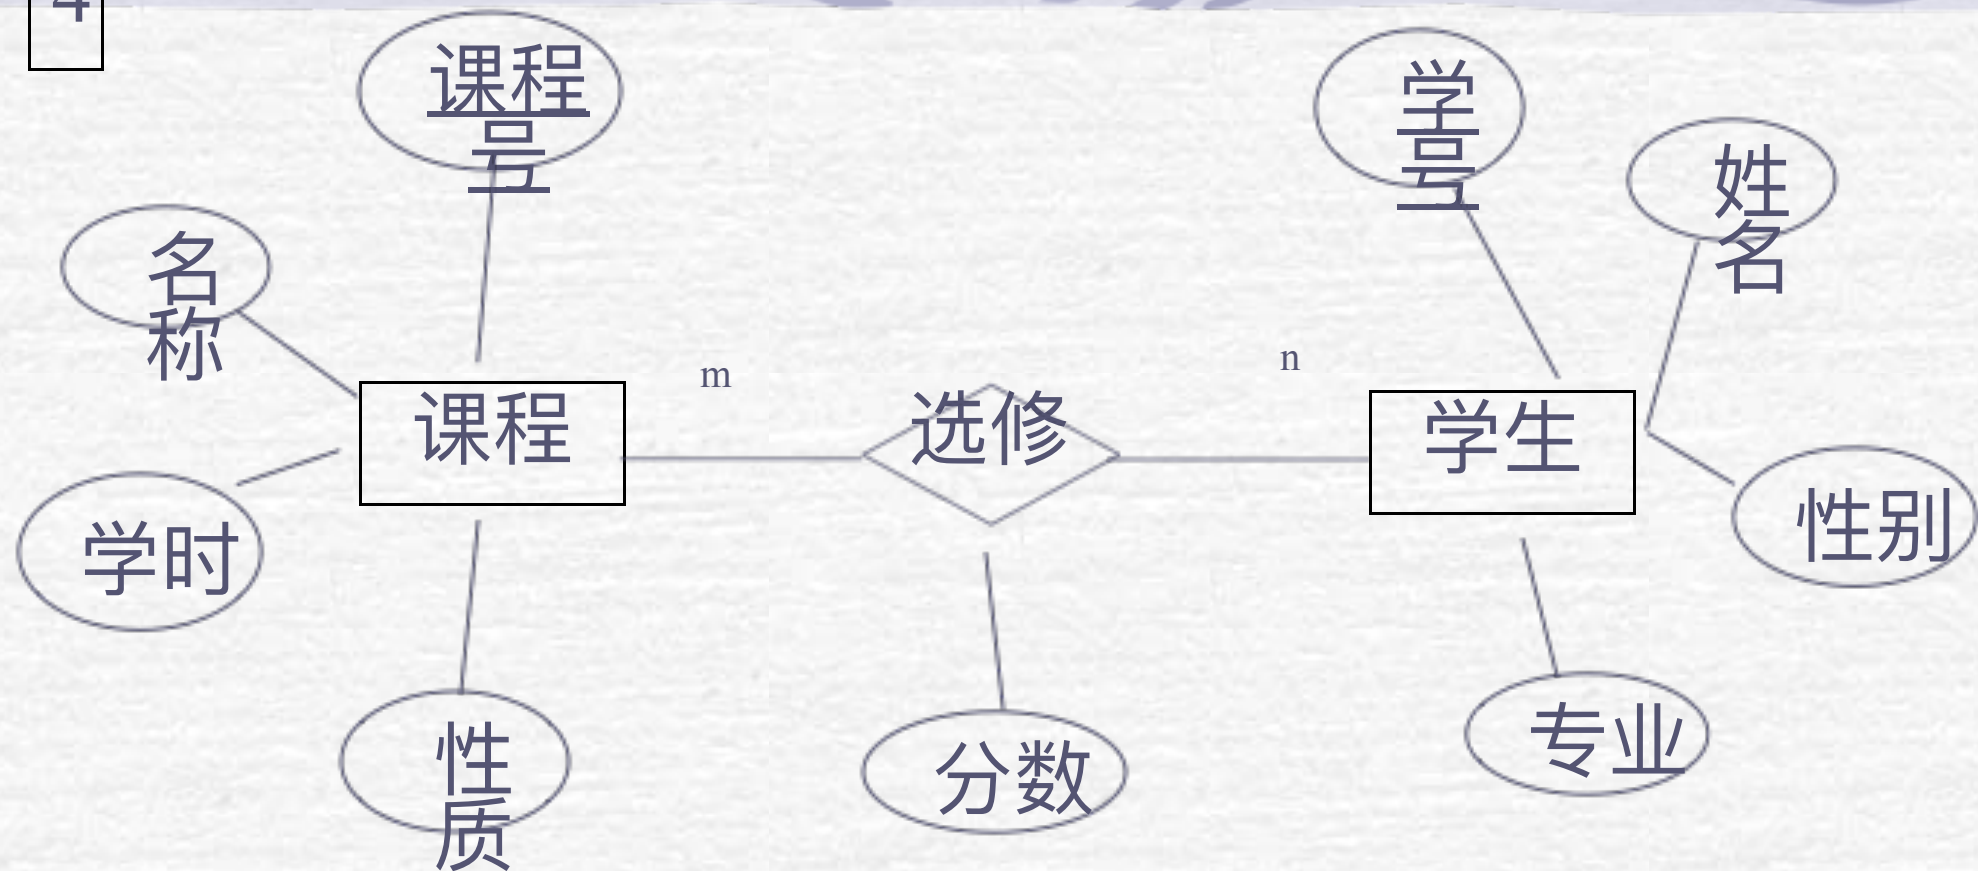 课程
号
学
号
姓
名
名
称
m
n
课程
选修
学生
学时
性别
性
质
分数
专业